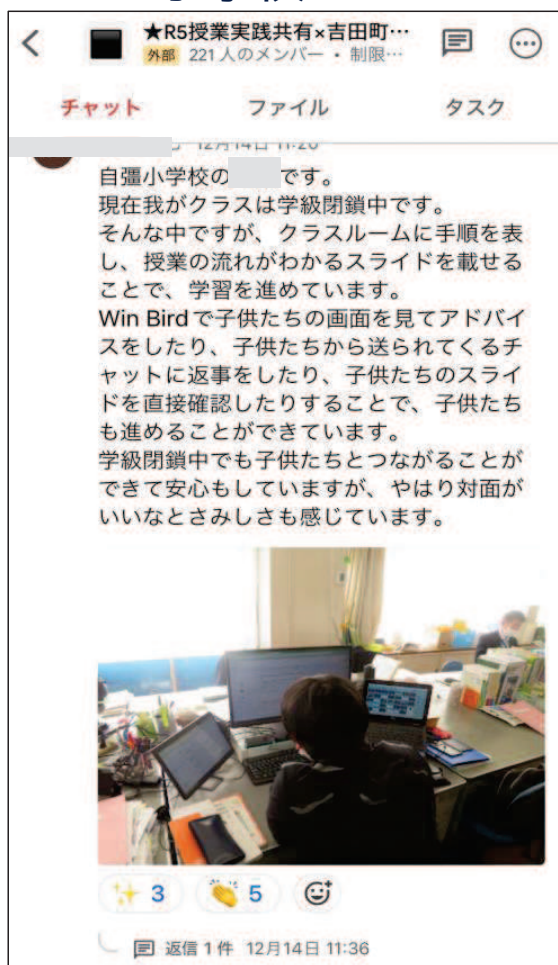 ★R5授業実践共有×吉田町…
外部 221人のメンバー・制限…
チャット ファイル タスク
12月14日 11:20
自彊小学校の です。
現在我がクラスは学級閉鎖中です。
そんな中ですが、クラスルームに手順を表
し、授業の流れがわかるスライドを載せる
ことで、学習を進めています。
Win Birdで子供たちの画面を見てアドバイ
スをしたり、子供たちから送られてくるチ
ャットに返事をしたり、子供たちのスライ
ドを直接確認したりすることで、子供たち
も進めることができています。
学級閉鎖中でも子供たちとつながることが
できて安心もしていますが、やはり対面が
いいなとさみしさも感じています。
3 5
返信1件 12月14日 11:36